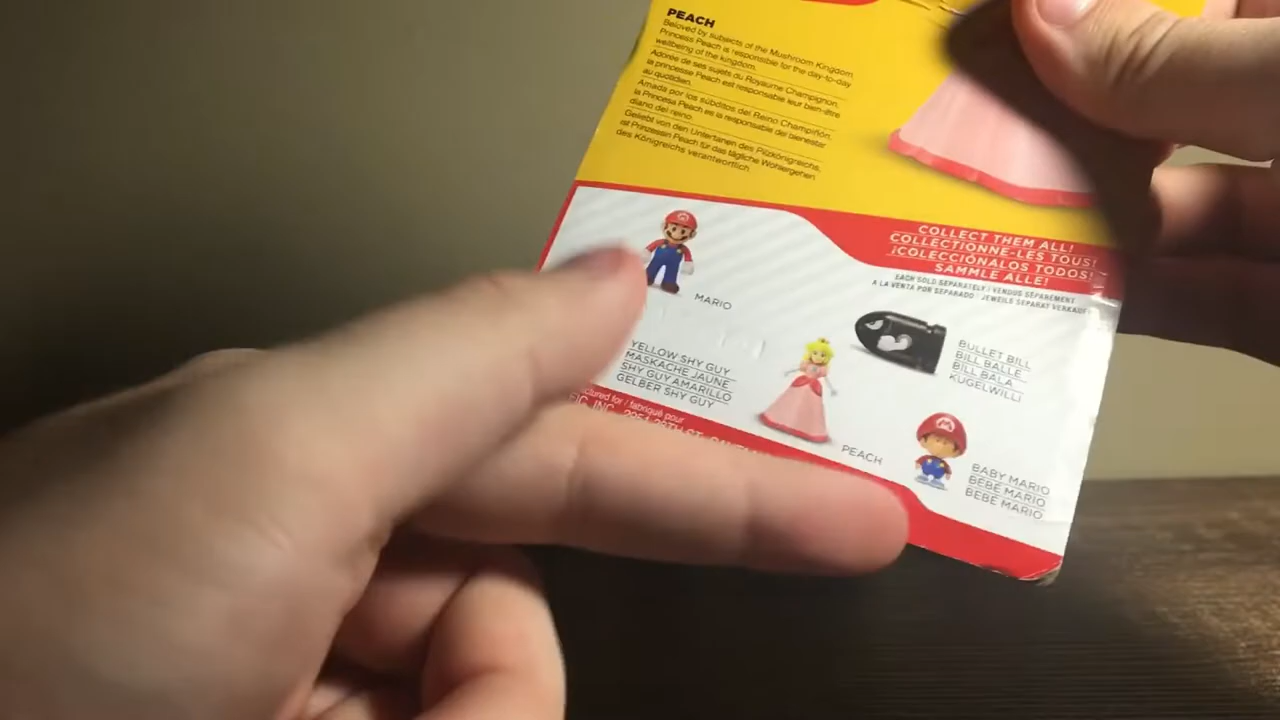 PEACH
Beloved by subjects of the Mushroom Kingdom,
Princess Peach is responsible for the day-to-day
wellbeing of the kingdom.
Adorée de ses sujets du Royaume Champignon,
la princesse Peach est responsable leur bien-être
au quotidien.
Amada por los súbditos del Reino Champiñón,
la Princesa Peach es la responsable del bienestar
diario del reino.
Geliebt von den Untertanen des Pilzkönigreichs,
ist Prinzessin Peach für das tägliche Wohlergehen
des Königreichs verantwortlich.
COLLECT THEM ALL!
COLLECTIONNE-LES TOUS!
¡COLECCIÓNALOS TODOS!
SAMMLE ALLE!
EACH SOLD SEPARATELY / VENDUS SÉPARÉMENT
A LA VENTA POR SEPARADO / JEWEILS SEPARAT VERKAUFT
MARIO
BULLET BILL
BILL BALLE
BILL BALA
KUGELWILLI
YELLOW SHY GUY
MASKACHE JAUNE
SHY GUY AMARILLO
GELBER SHY GUY
PEACH
BABY MARIO
BÉBÉ MARIO
BEBÉ MARIO
for / fabriqué pour
INC.